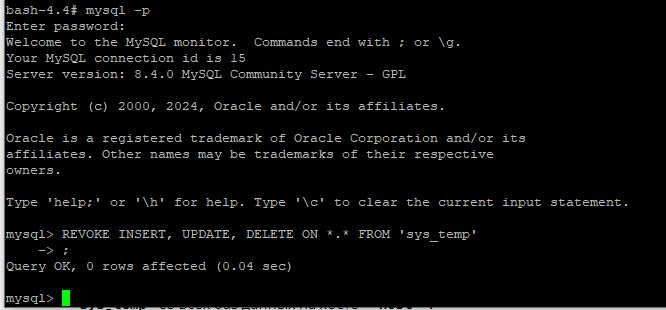 bash-4.4# mysql -p
Enter password:
Welcome to the MySQL monitor.  Commands end with ; or \g.
Your MySQL connection id is 15
Server version: 8.4.0 MySQL Community Server - GPL
Copyright (c) 2000, 2024, Oracle and/or its affiliates.
Oracle is a registered trademark of Oracle Corporation and/or its
affiliates. Other names may be trademarks of their respective
owners.
Type 'help;' or '\h' for help. Type '\c' to clear the current input statement.
mysql> REVOKE INSERT, UPDATE, DELETE ON *.* FROM 'sys_temp'
    -> ;
Query OK, 0 rows affected (0.04 sec)
mysql>